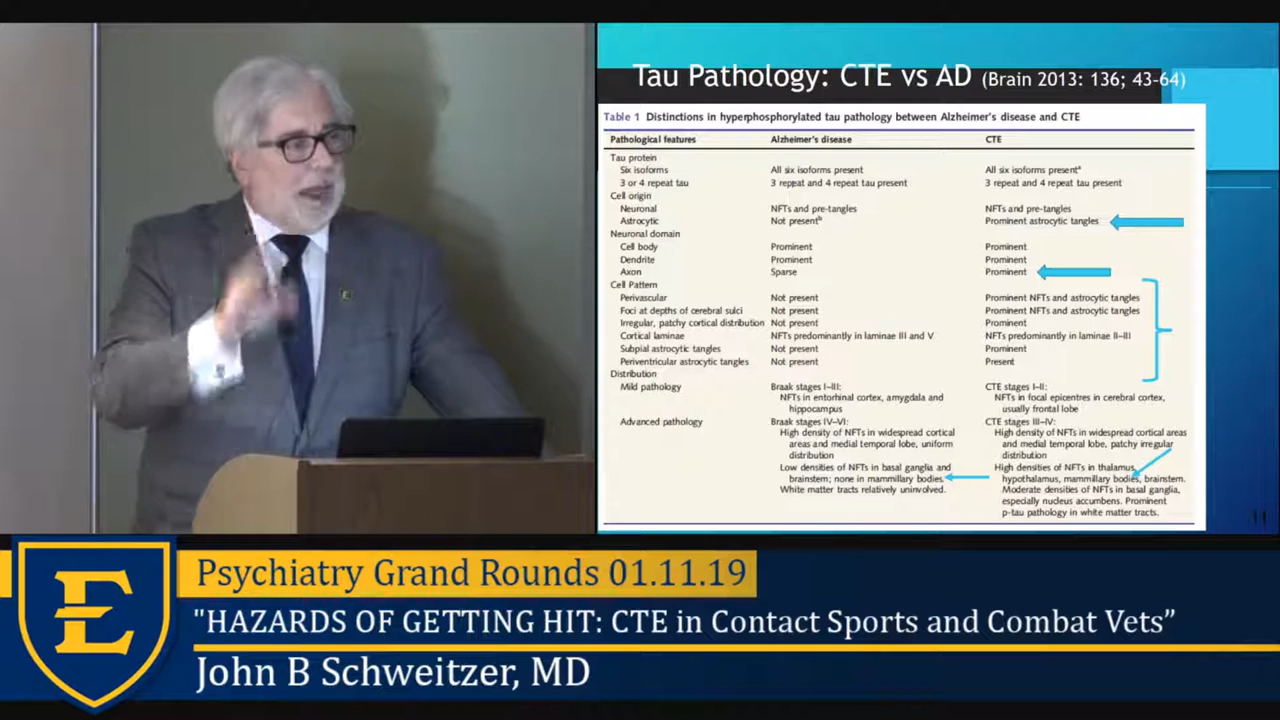 Tau Pathology: CTE vs AD (Brain 2013: 136; 43-64)
Table 1 Distinctions in hyperphosphorylated tau pathology between Alzheimer's disease and CTE
Pathological features Alzheimer's disease CTE
Tau protein
Six isoforms All six isoforms present All six isoforms presentᵃ
3 or 4 repeat tau 3 repeat and 4 repeat tau present 3 repeat and 4 repeat tau present
Cell origin
Neuronal NFTs and pre-tangles NFTs and pre-tangles
Astrocytic Not presentᵇ Prominent astrocytic tangles
Neuronal domain
Cell body Prominent Prominent
Dendrite Prominent Prominent
Axon Sparse Prominent
Cell Pattern
Perivascular Not present Prominent NFTs and astrocytic tangles
Foci at depths of cerebral sulci Not present Prominent NFTs and astrocytic tangles
Irregular, patchy cortical distribution Not present Prominent
Cortical laminae NFTs predominantly in laminae III and V NFTs predominantly in laminae II–III
Subpial astrocytic tangles Not present Prominent
Periventricular astrocytic tangles Not present Present
Distribution
Mild pathology Braak stages I–III: CTE stages I–II:
NFTs in entorhinal cortex, amygdala and NFTs in focal epicentres in cerebral cortex,
hippocampus usually frontal lobe
Advanced pathology Braak stages IV–VI: CTE stages III–IV:
High density of NFTs in widespread cortical High density of NFTs in widespread cortical areas
areas and medial temporal lobe, uniform and medial temporal lobe, patchy irregular
distribution distribution
Low densities of NFTs in basal ganglia and High densities of NFTs in thalamus,
brainstem; none in mammillary bodies. hypothalamus, mammillary bodies, brainstem.
White matter tracts relatively uninvolved. Moderate densities of NFTs in basal ganglia,
especially nucleus accumbens. Prominent
p-tau pathology in white matter tracts.
11
E
Psychiatry Grand Rounds 01.11.19
"HAZARDS OF GETTING HIT: CTE in Contact Sports and Combat Vets”
John B Schweitzer, MD